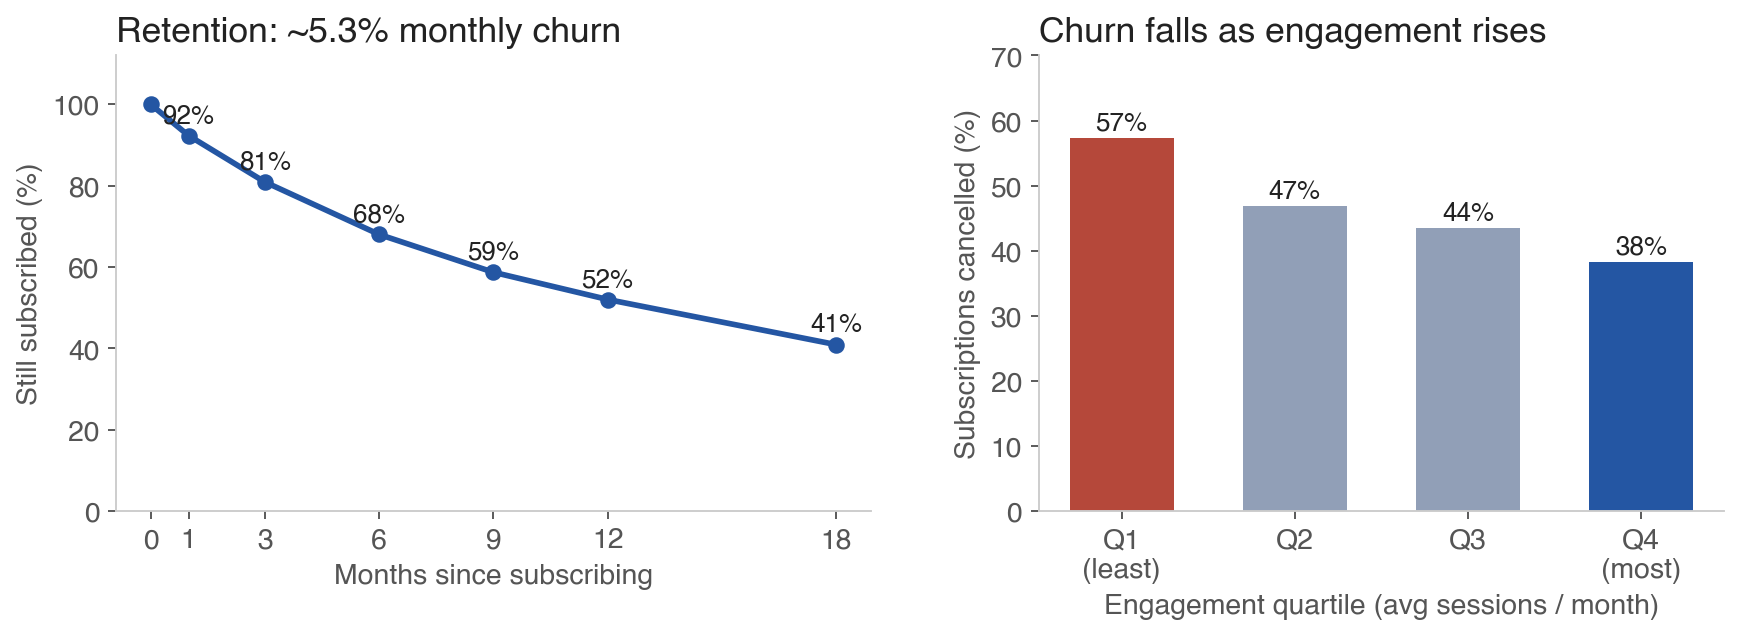 Retention: ~5.3% monthly churn
Still subscribed (%)
100
80
60
40
20
0
92%
81%
68%
59%
52%
41%
0 1 3 6 9 12 18
Months since subscribing
Churn falls as engagement rises
Subscriptions cancelled (%)
70
60
50
40
30
20
10
0
57%
47%
44%
38%
Q1 Q2 Q3 Q4
(least) (most)
Engagement quartile (avg sessions / month)